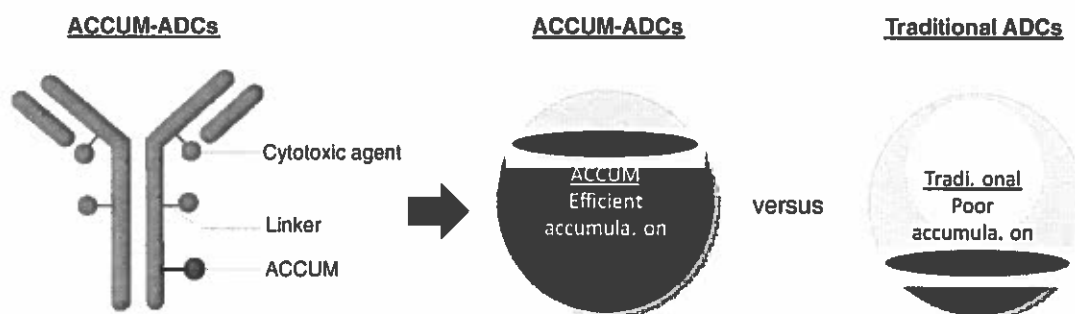 ACCUM-ADCs
Cytotoxic agent
Linker
ACCUM
ACCUM-ADCs
ACCUM
Efficient
accumula. on
versus
Traditional ADCs
Tradi. onal
Poor
accumula. on